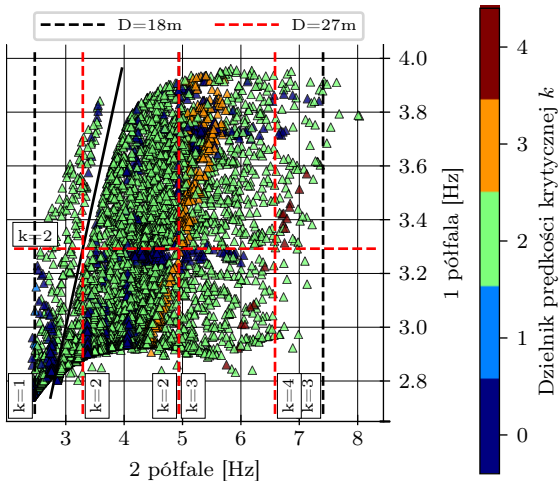 D=18m D=27m
4.0
3.8
3.6
3.4
3.2
3.0
2.8
1 półfala [Hz]
k=2
k=1
k=2
k=2
k=3
k=4
k=3
3 4 5 6 7 8
2 półfale [Hz]
4
3
2
1
0
Dzielnik prędkości krytycznej k